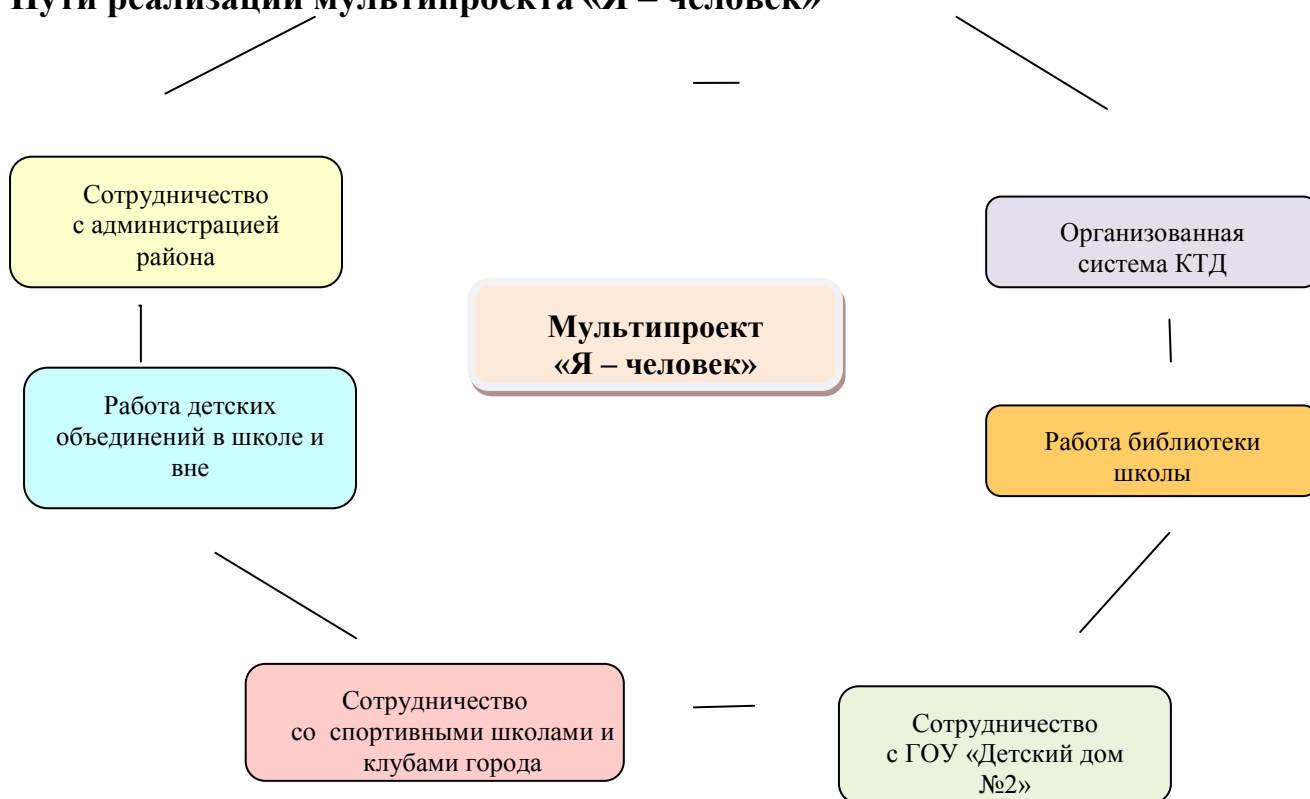 Пути реализации мультипроекта «Я – человек»
Сотрудничество
с администрацией
района
Организованная
система КТД
Мультипроект
«Я – человек»
Работа детских
объединений в школе и
вне
Работа библиотеки
школы
Сотрудничество
со спортивными школами и
клубами города
Сотрудничество
с ГОУ «Детский дом
№2»